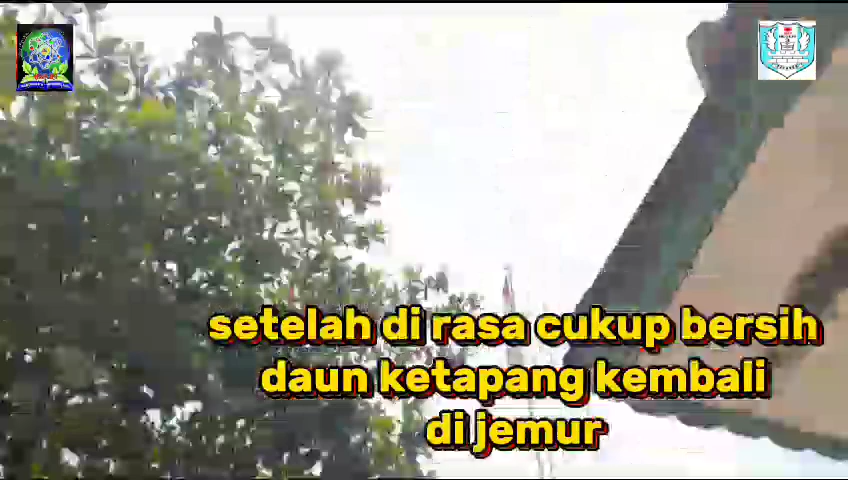 setelah di rasa cukup bersih
daun ketapang kembali
di jemur